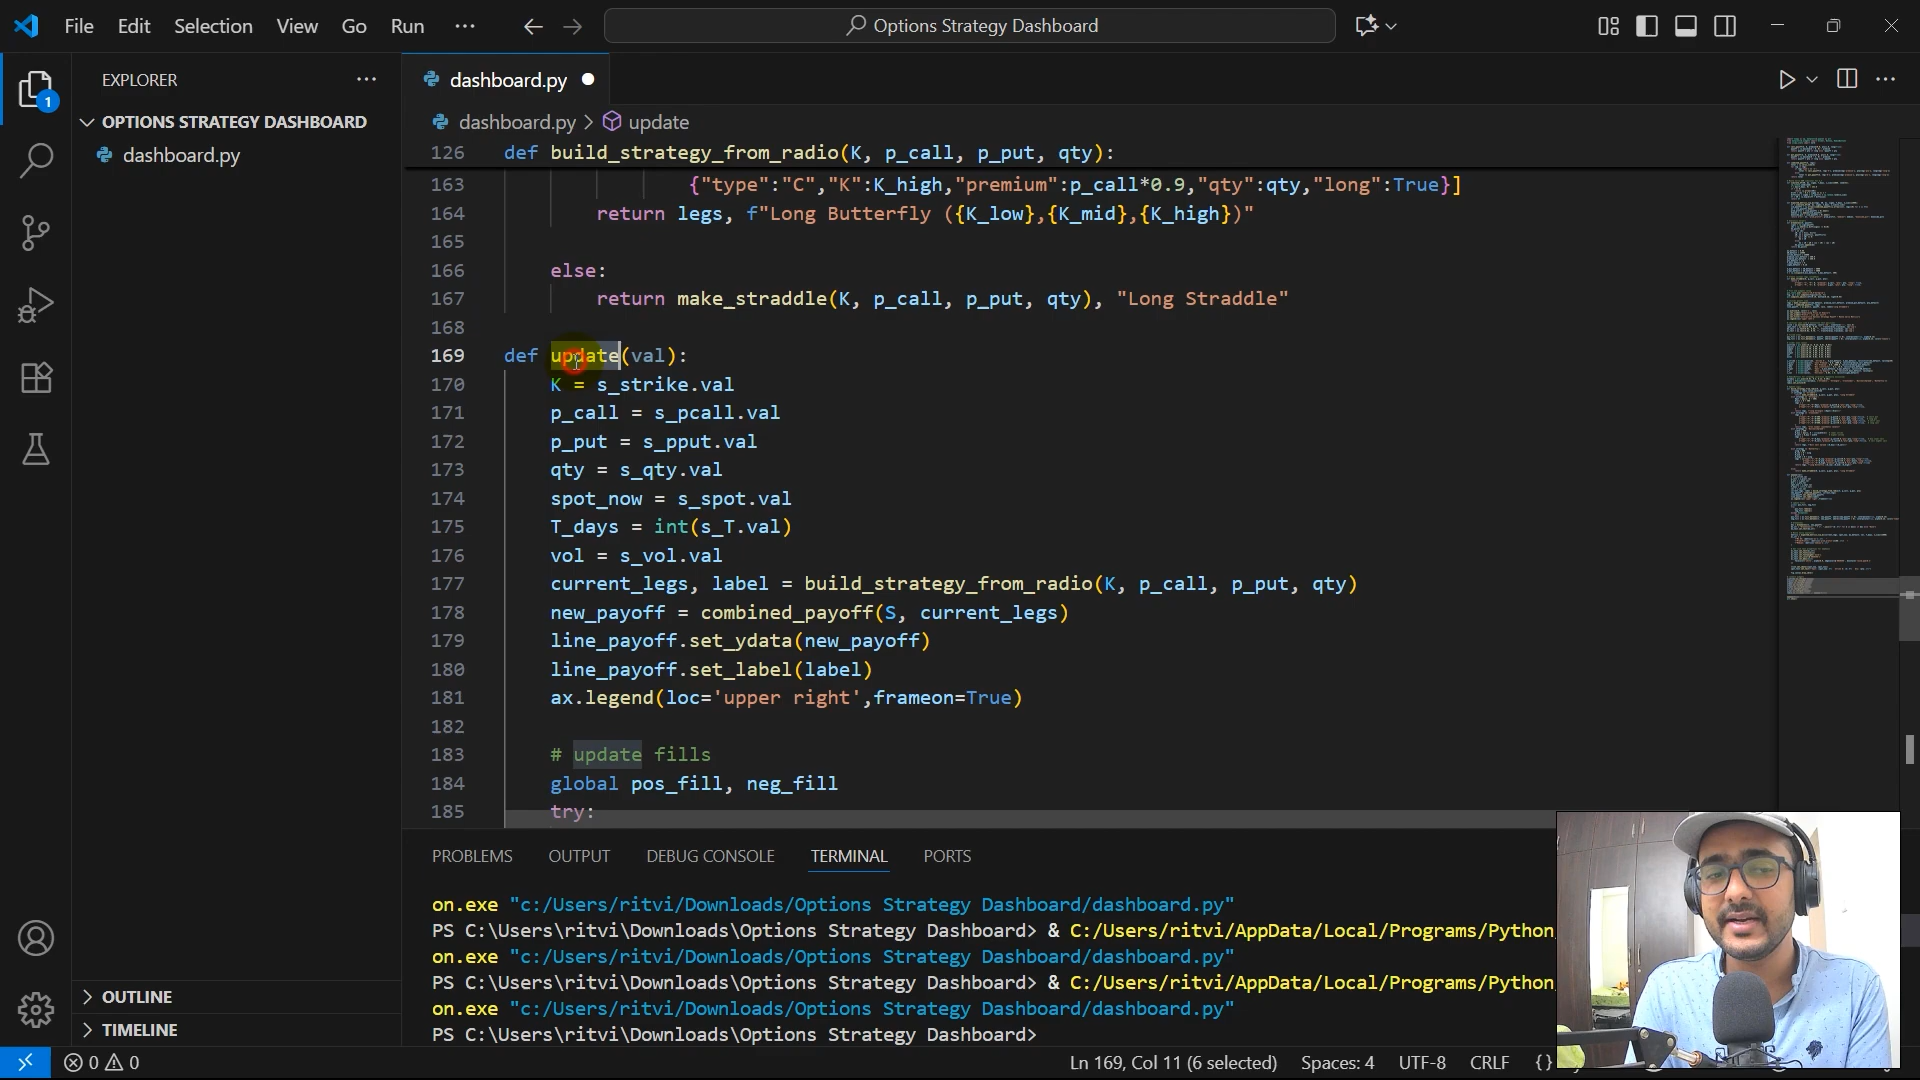 File Edit Selection View Go Run ··· Options Strategy Dashboard
EXPLORER ···
1
OPTIONS STRATEGY DASHBOARD
dashboard.py
dashboard.py
dashboard.py > update
126 def build_strategy_from_radio(K, p_call, p_put, qty):
163 {"type":"C","K":K_high,"premium":p_call*0.9,"qty":qty,"long":True}]
164 return legs, f"Long Butterfly ({K_low},{K_mid},{K_high})"
165
166 else:
167 return make_straddle(K, p_call, p_put, qty), "Long Straddle"
168
169 def update(val):
170 K = s_strike.val
171 p_call = s_pcall.val
172 p_put = s_pput.val
173 qty = s_qty.val
174 spot_now = s_spot.val
175 T_days = int(s_T.val)
176 vol = s_vol.val
177 current_legs, label = build_strategy_from_radio(K, p_call, p_put, qty)
178 new_payoff = combined_payoff(S, current_legs)
179 line_payoff.set_ydata(new_payoff)
180 line_payoff.set_label(label)
181 ax.legend(loc='upper right',frameon=True)
182
183 # update fills
184 global pos_fill, neg_fill
185 try:
PROBLEMS OUTPUT DEBUG CONSOLE TERMINAL PORTS
on.exe "c:/Users/ritvi/Downloads/Options Strategy Dashboard/dashboard.py"
PS C:\Users\ritvi\Downloads\Options Strategy Dashboard> & C:/Users/ritvi/AppData/Local/Programs/Python
on.exe "c:/Users/ritvi/Downloads/Options Strategy Dashboard/dashboard.py"
PS C:\Users\ritvi\Downloads\Options Strategy Dashboard> & C:/Users/ritvi/AppData/Local/Programs/Python
on.exe "c:/Users/ritvi/Downloads/Options Strategy Dashboard/dashboard.py"
PS C:\Users\ritvi\Downloads\Options Strategy Dashboard>
OUTLINE
TIMELINE
0 0 Ln 169, Col 11 (6 selected) Spaces: 4 UTF-8 CRLF {}